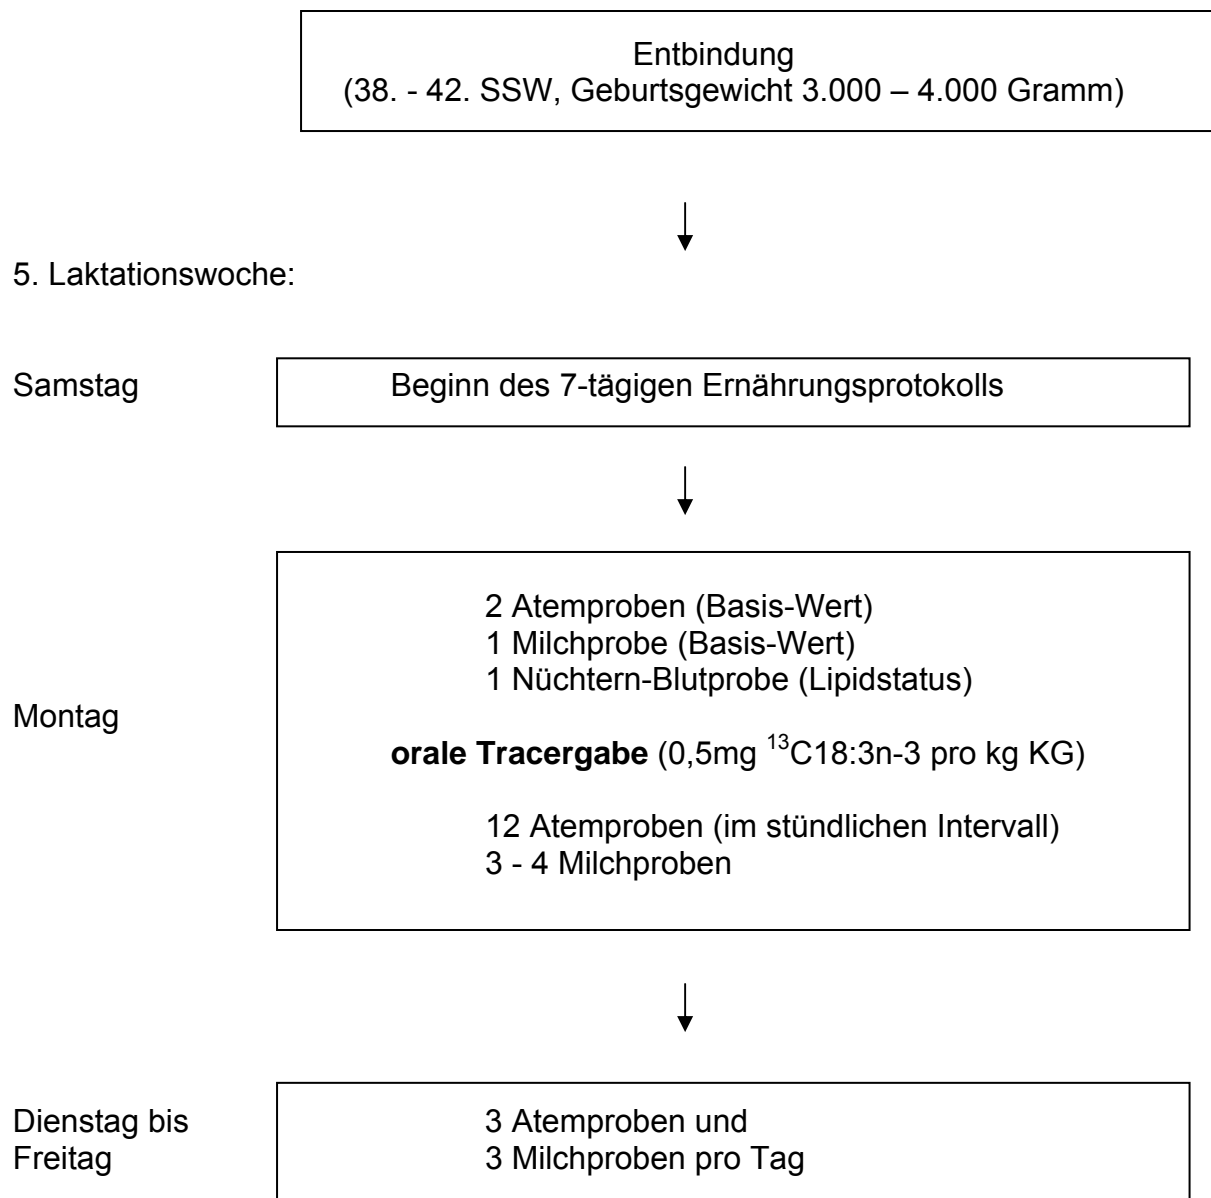 Entbindung
(38. - 42. SSW, Geburtsgewicht 3.000 – 4.000 Gramm)
5. Laktationswoche:
Samstag
Beginn des 7-tägigen Ernährungsprotokolls
2 Atemproben (Basis-Wert)
1 Milchprobe (Basis-Wert)
1 Nüchtern-Blutprobe (Lipidstatus)
Montag
orale Tracergabe (0,5mg ¹³C18:3n-3 pro kg KG)
12 Atemproben (im stündlichen Intervall)
3 - 4 Milchproben
Dienstag bis
Freitag
3 Atemproben und
3 Milchproben pro Tag